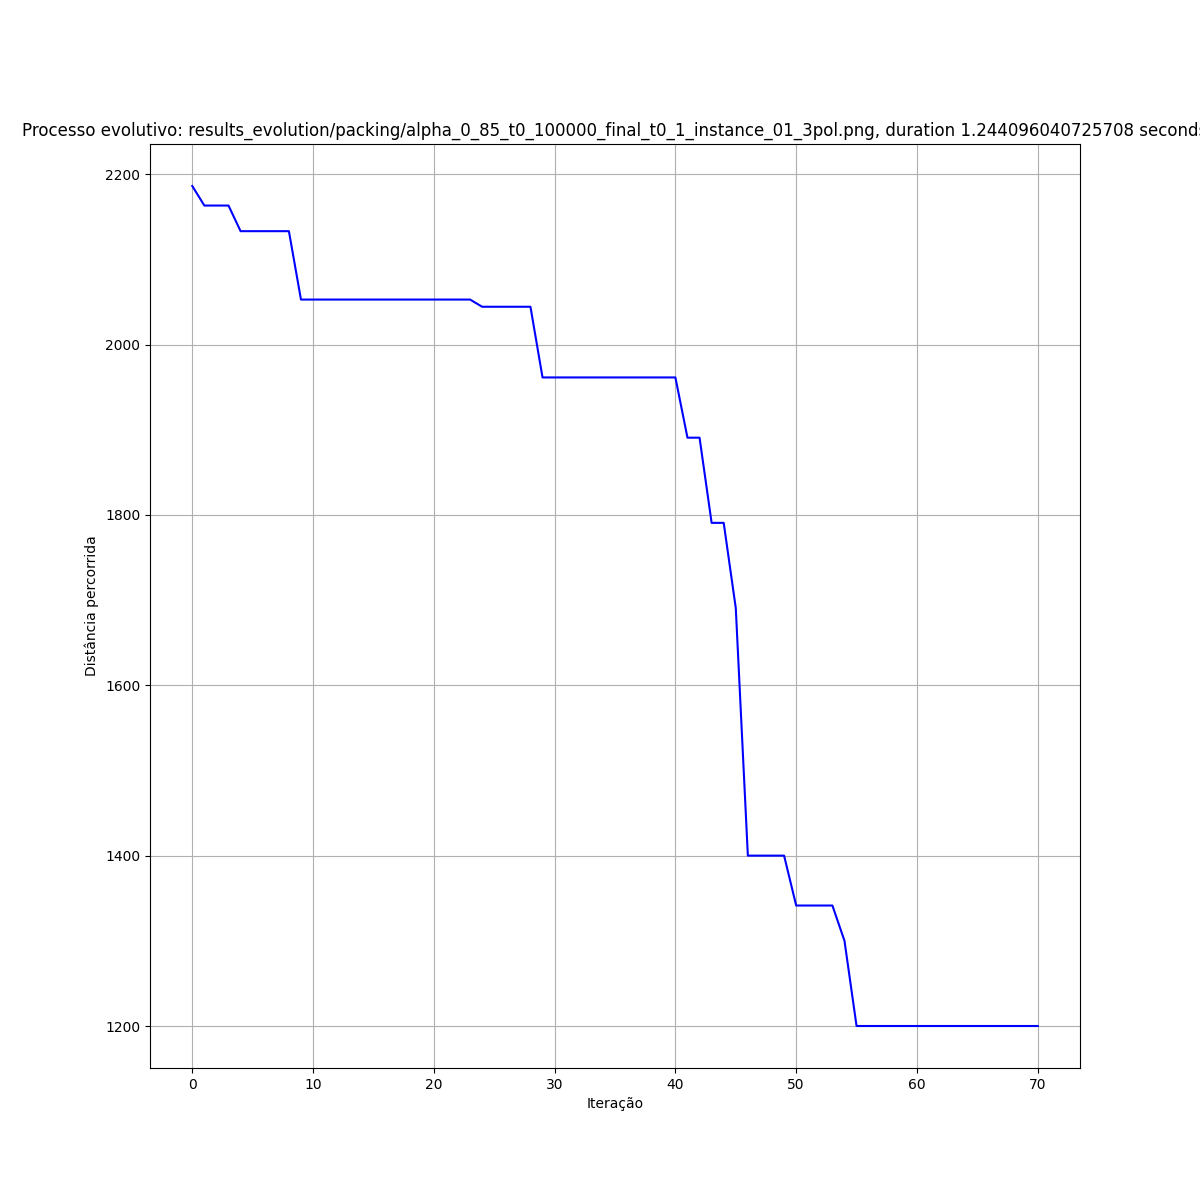 Processo evolutivo: results_evolution/packing/alpha_0_85_t0_100000_final_t0_1_instance_01_3pol.png, duration 1.244096040725708 second
2200
2000
1800
1600
1400
1200
Distância percorrida
0 10 20 30 40 50 60 70
Iteração